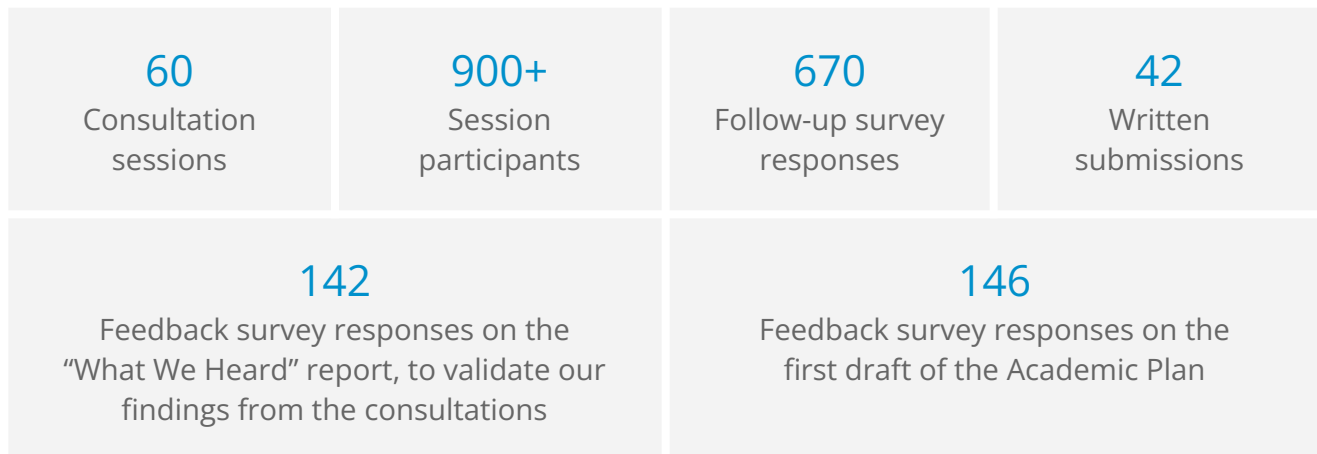 60
Consultation
sessions
900+
Session
participants
670
Follow-up survey
responses
42
Written
submissions
142
Feedback survey responses on the
“What We Heard” report, to validate our
findings from the consultations
146
Feedback survey responses on the
first draft of the Academic Plan